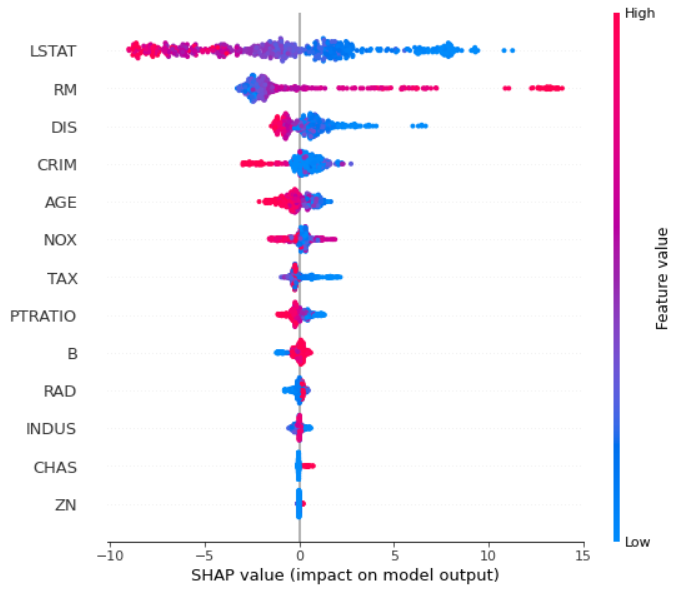 High
LSTAT
RM
DIS
CRIM
AGE
NOX
TAX
PTRATIO
B
RAD
INDUS
CHAS
ZN
Feature value
Low
−10 −5 0 5 10 15
SHAP value (impact on model output)